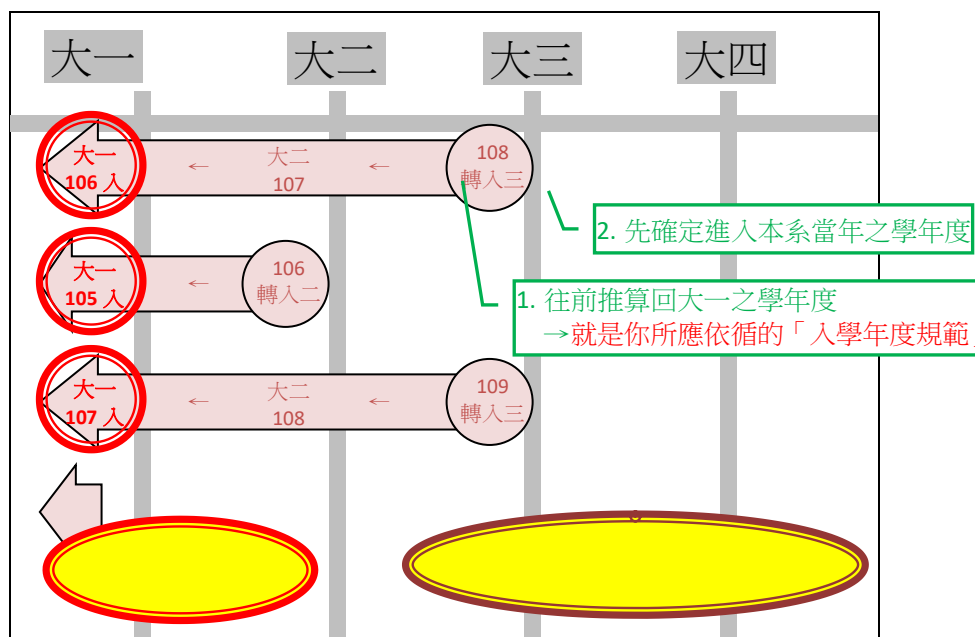 大一 大二 大三 大四
大一
106 入
←
大二
107
←
108
轉入三
2. 先確定進入本系當年之學年度
大一
105 入
←
106
轉入二
1. 往前推算回大一之學年度
→就是你所應依循的「入學年度規範」
大一
107 入
←
大二
108
←
109
轉入三